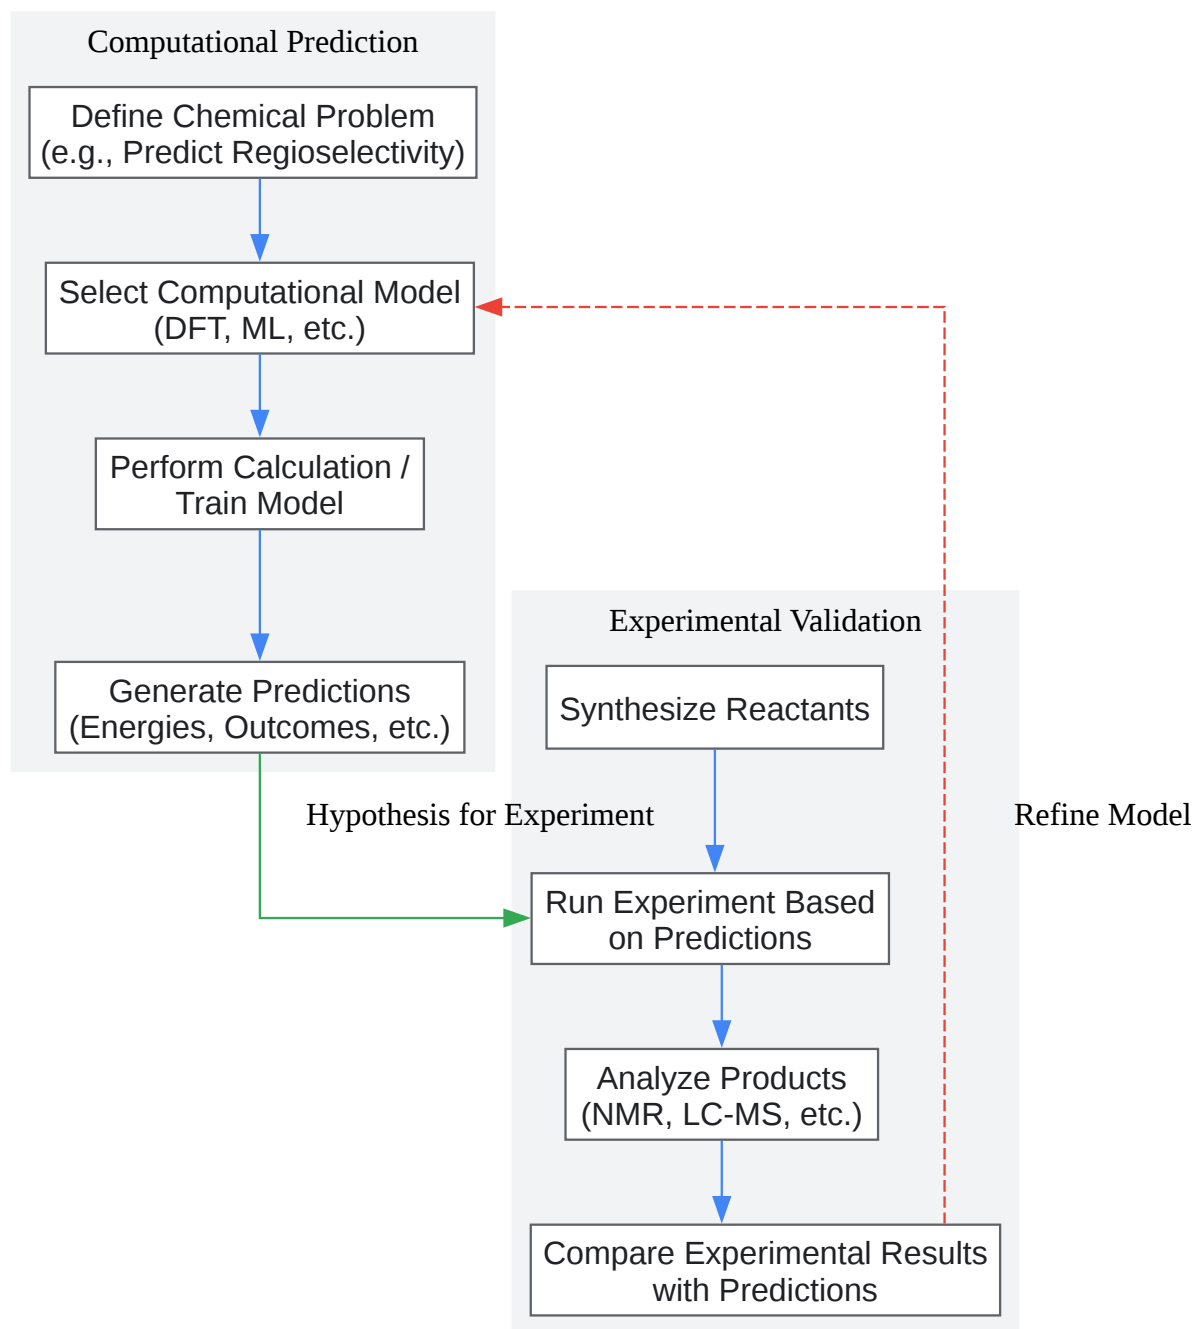 Computational Prediction
Define Chemical Problem
(e.g., Predict Regioselectivity)
Select Computational Model
(DFT, ML, etc.)
Perform Calculation /
Train Model
Generate Predictions
(Energies, Outcomes, etc.)
Hypothesis for Experiment
Experimental Validation
Synthesize Reactants
Run Experiment Based
on Predictions
Analyze Products
(NMR, LC-MS, etc.)
Compare Experimental Results
with Predictions
Refine Model